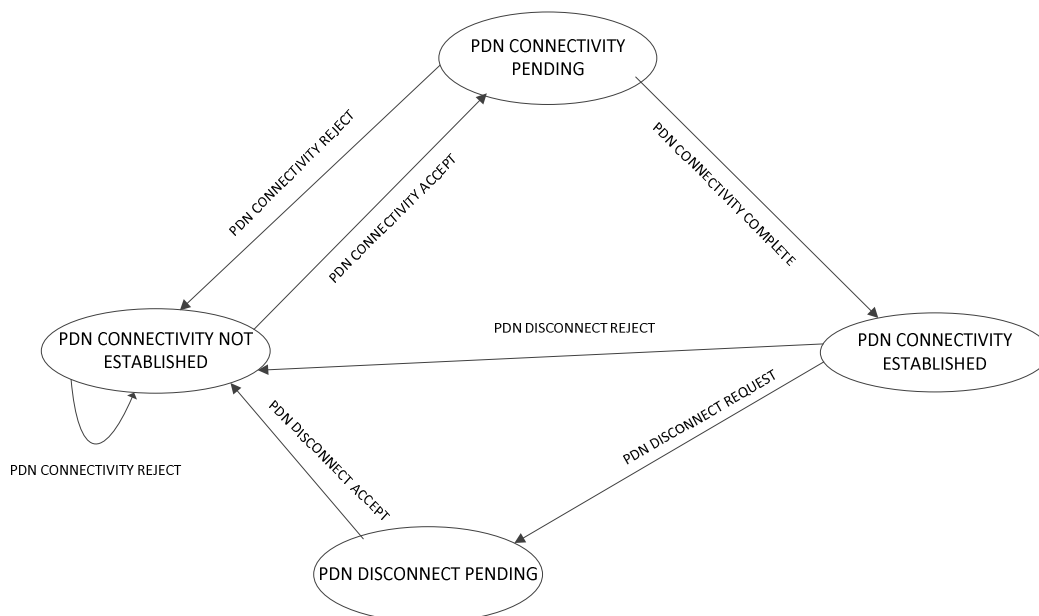 PDN CONNECTIVITY
PENDING
PDN CONNECTIVITY REJECT
PDN CONNECTIVITY ACCEPT
PDN CONNECTIVITY COMPLETE
PDN CONNECTIVITY NOT
ESTABLISHED
PDN DISCONNECT REJECT
PDN CONNECTIVITY
ESTABLISHED
PDN DISCONNECT REQUEST
PDN DISCONNECT ACCEPT
PDN CONNECTIVITY REJECT
PDN DISCONNECT PENDING